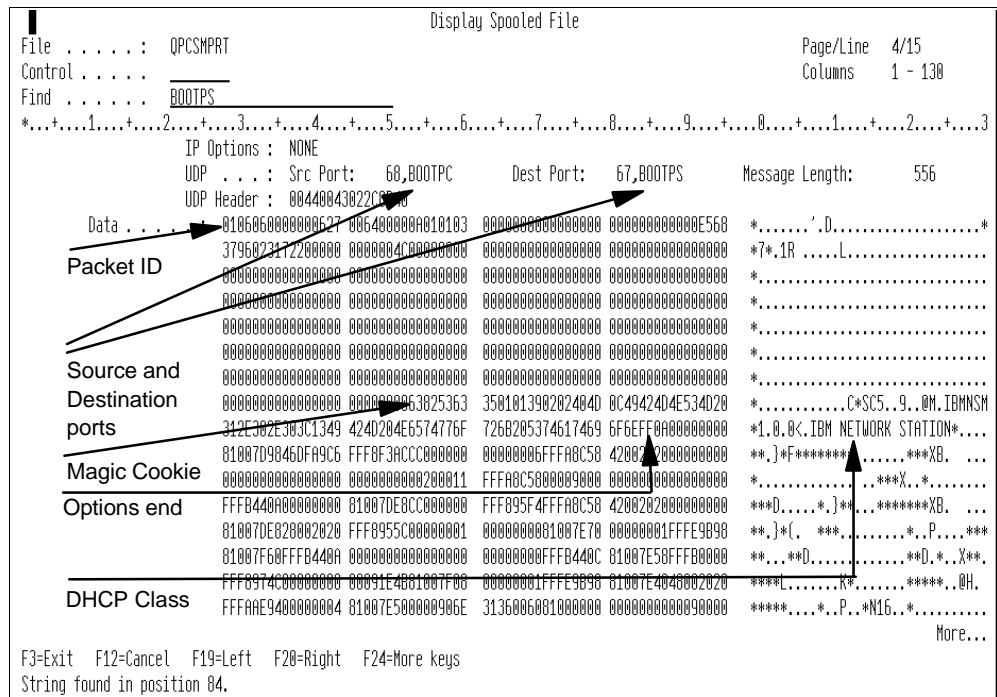 Display Spooled File
File . . . . . : QPCSMPRT Page/Line 4/15
Control . . . . . Columns 1 - 130
Find . . . . . . BOOTPS
*...+....1....+....2....+....3....+....4....+....5....+....6....+....7....+....8....+....9....+....0....+....1....+....2....+....3
IP Options : NONE
UDP . . . : Src Port: 68,BOOTPC Dest Port: 67,BOOTPS Message Length: 556
UDP Header : 00440043022C
Data . . . . . : 0106060000000627 006400000A010103 0000000000000000 000000000000E568 *.......'.D.....................*
3796023172200000 0000004C00000000 0000000000000000 0000000000000000 *7*.1R .....L...................
Packet ID
0000000000000000 0000000000000000 0000000000000000 0000000000000000 *...............................
0000000000000000 0000000000000000 0000000000000000 0000000000000000 *...............................
0000000000000000 0000000000000000 0000000000000000 0000000000000000 *...............................
0000000000000000 0000000000000000 0000000000000000 0000000000000000 *...............................
Source and
0000000000000000 0000000000000000 0000000000000000 0000000000000000 *...............................
Destination
0000000000000000 0000000063825363 350101390202404D 0C49424D4E534D20 *............C*SC5..9..@M.IBMNSM
ports
312E302E303C1349 424D204E6574776F 726B205374617469 6F6EFF0A00000000 *1.0.0<.IBM NETWORK STATION*....
81007D9846DFA9C6 FFF8F3ACCC000000 00000006FFFA8C58 4200202000000000 **.}*F******* .......***XB. ...
Magic Cookie
0000000000000000 0000000000200011 FFFA8C5800009000 0000000000000000 *............. ..***X..*........
Options end
FFFB440A00000000 81007DE8CC000000 FFF895F4FFFA8C58 4200202000000000 ***D.....*.}**...*******XB. ...
81007DE828002020 FFF8955C00000001 0000000081007E70 00000001FFFE9B98 **.}*(. ***..........*..P....***
81007F60FFFB440A 0000000000000000 00000000FFFB440C 81007E58FFFB0000 **...**D.............**D.*..X**.
FFF8974C00000000 00091E4B81007F08 00000001FFFE9B98 81007E4048002020 ****L.......K*.......*****..@H.
DHCP Class
FFFAAE9400000004 81007E500000906E 3136006081000000 0000000000090000 *****....*..P..*N16..*..........
More...
F3=Exit F12=Cancel F19=Left F20=Right F24=More keys
String found in position 84.